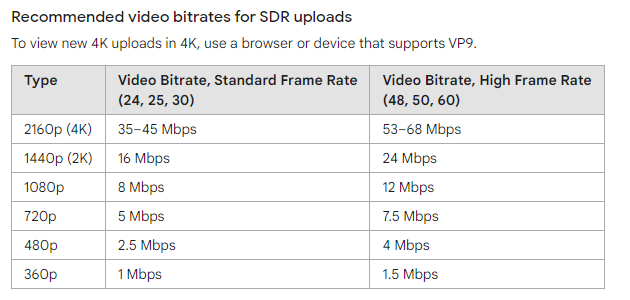 Recommended video bitrates for SDR uploads
To view new 4K uploads in 4K, use a browser or device that supports VP9.
Type Video Bitrate, Standard Frame Rate (24, 25, 30) Video Bitrate, High Frame Rate (48, 50, 60)
2160p (4K) 35–45 Mbps 53–68 Mbps
1440p (2K) 16 Mbps 24 Mbps
1080p 8 Mbps 12 Mbps
720p 5 Mbps 7.5 Mbps
480p 2.5 Mbps 4 Mbps
360p 1 Mbps 1.5 Mbps